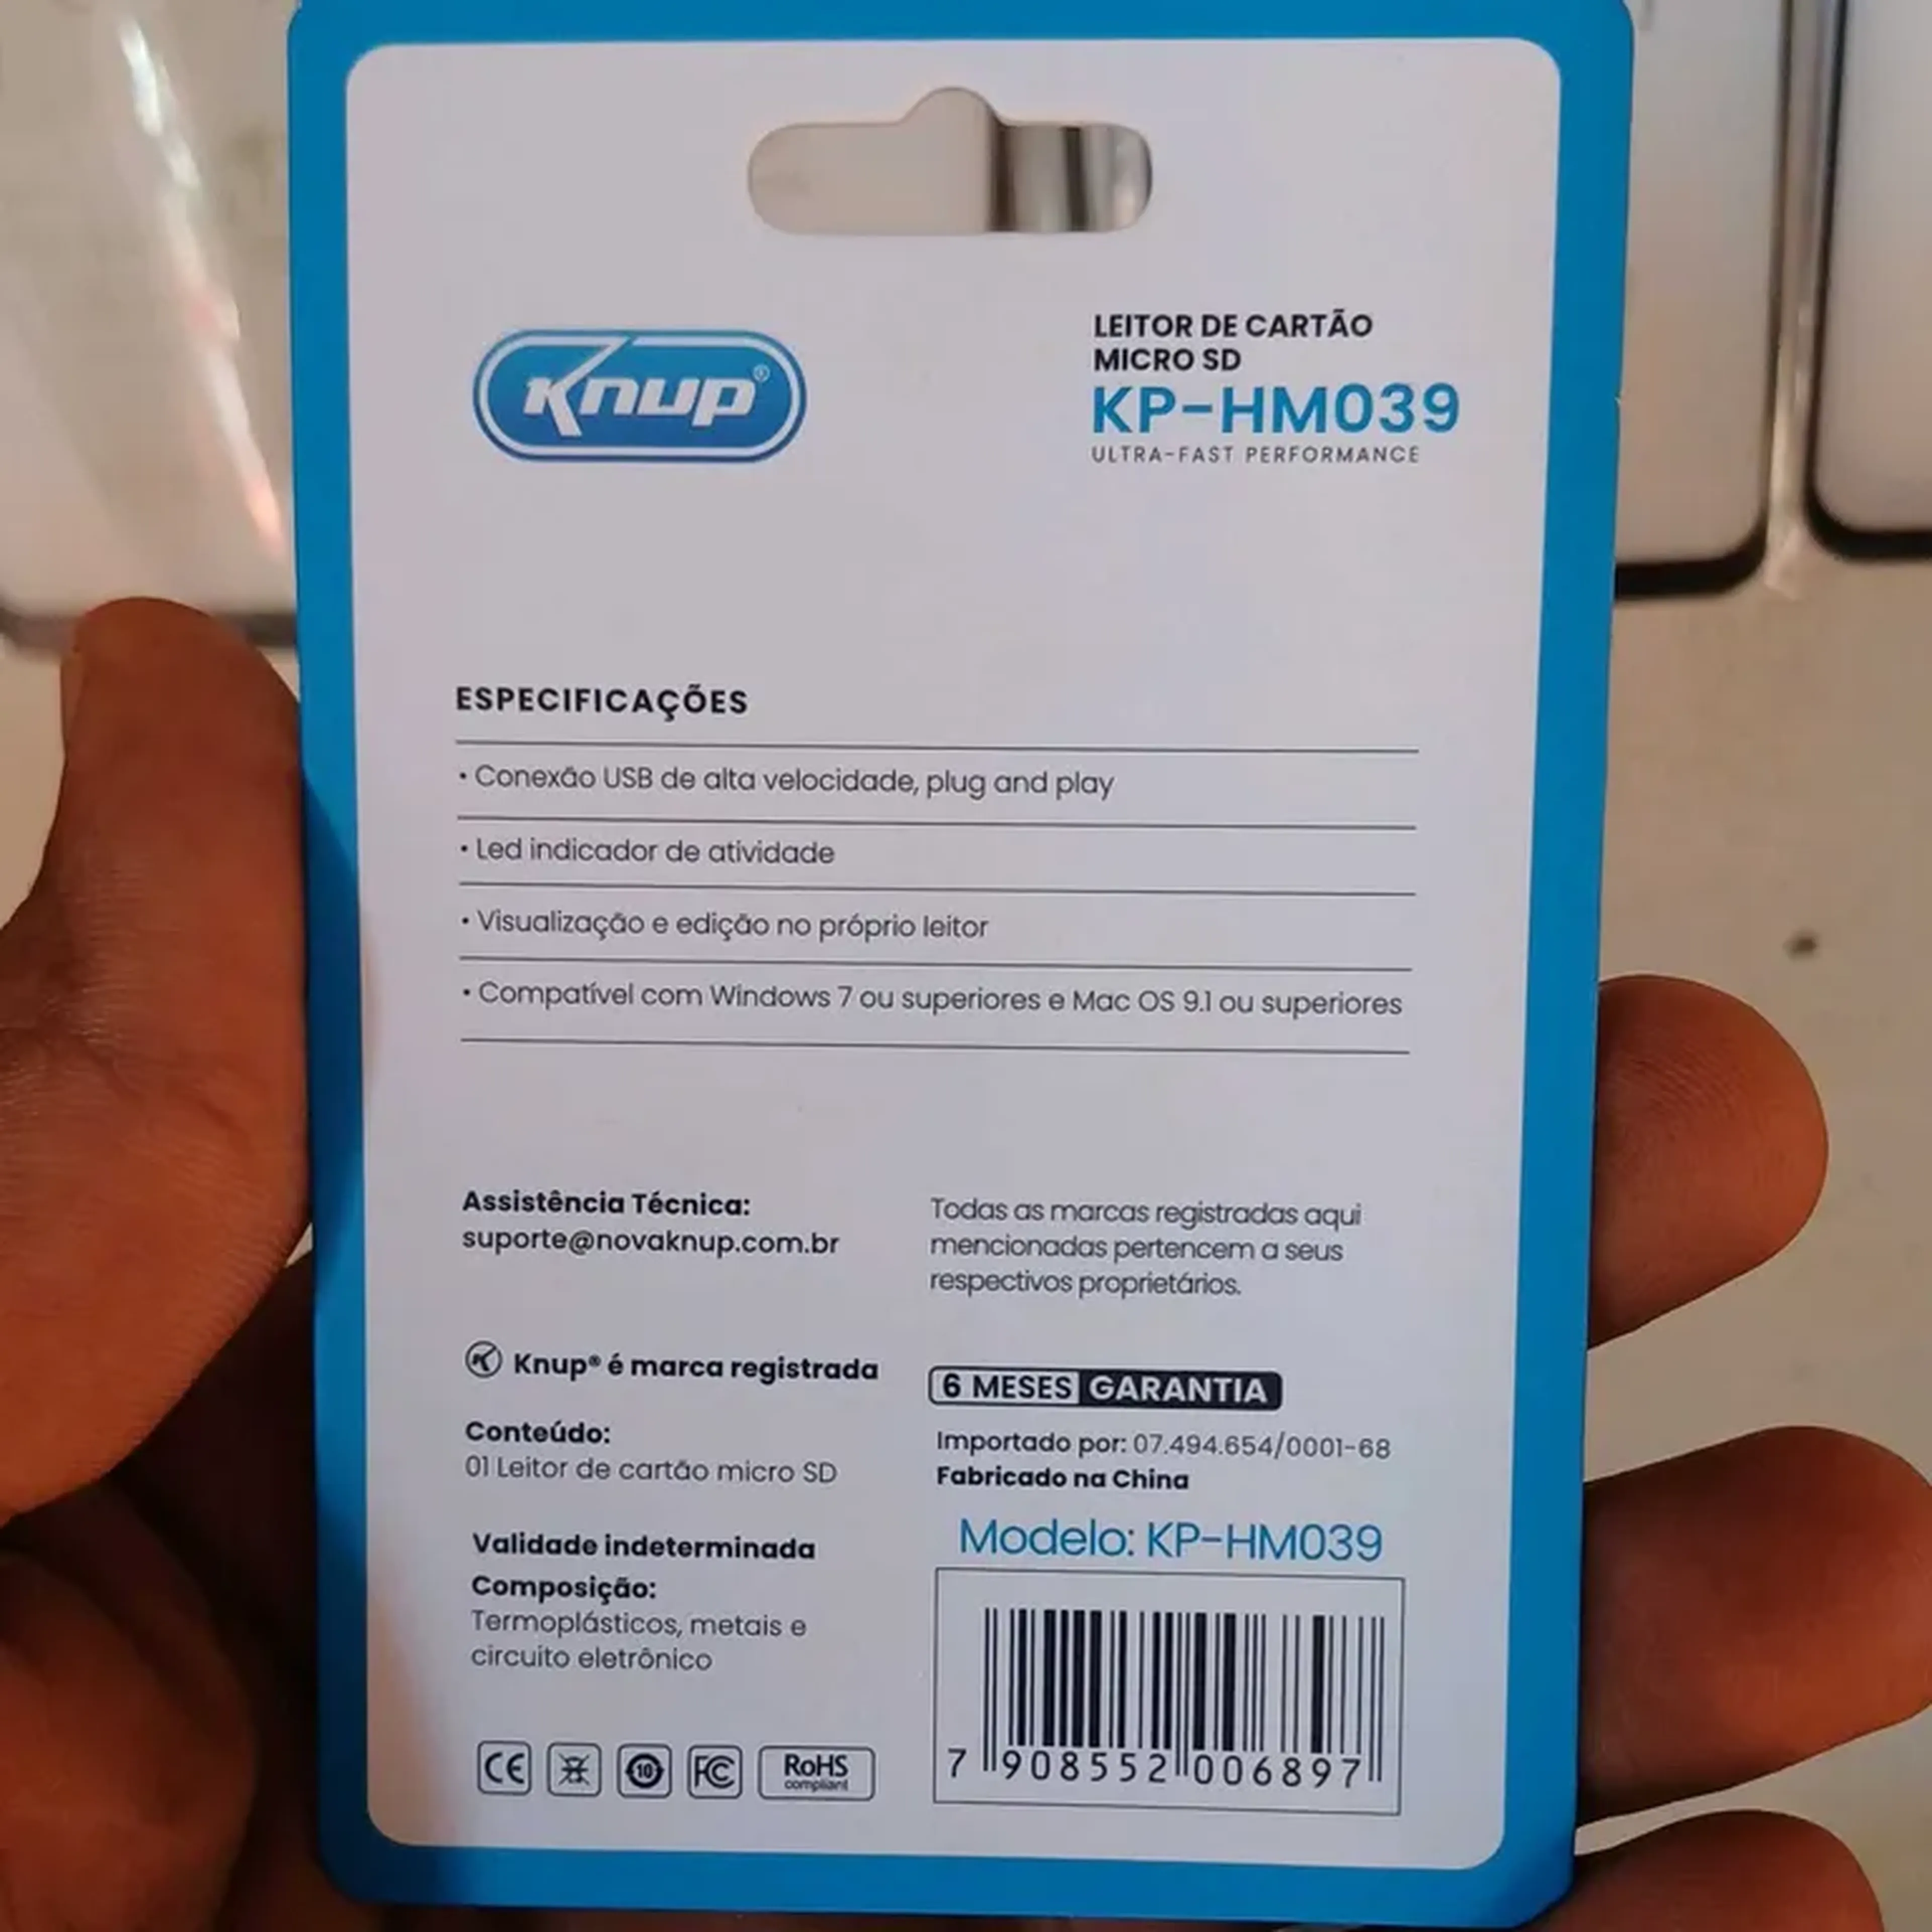 Knup®
LEITOR DE CARTÃO
MICRO SD
KP-HM039
ULTRA-FAST PERFORMANCE
ESPECIFICAÇÕES
• Conexão USB de alta velocidade, plug and play
• Led indicador de atividade
• Visualização e edição no próprio leitor
• Compatível com Windows 7 ou superiores e Mac OS 9.1 ou superiores
Assistência Técnica:
suporte@novaknup.com.br
Todas as marcas registradas aqui
mencionadas pertencem a seus
respectivos proprietários.
Knup® é marca registrada
Conteúdo:
01 Leitor de cartão micro SD
Validade indeterminada
Composição:
Termoplásticos, metais e
circuito eletrônico
CE
10
FC
RoHS
compliant
6 MESES GARANTIA
Importado por: 07.494.654/0001-68
Fabricado na China
Modelo: KP-HM039
7 908552 006897